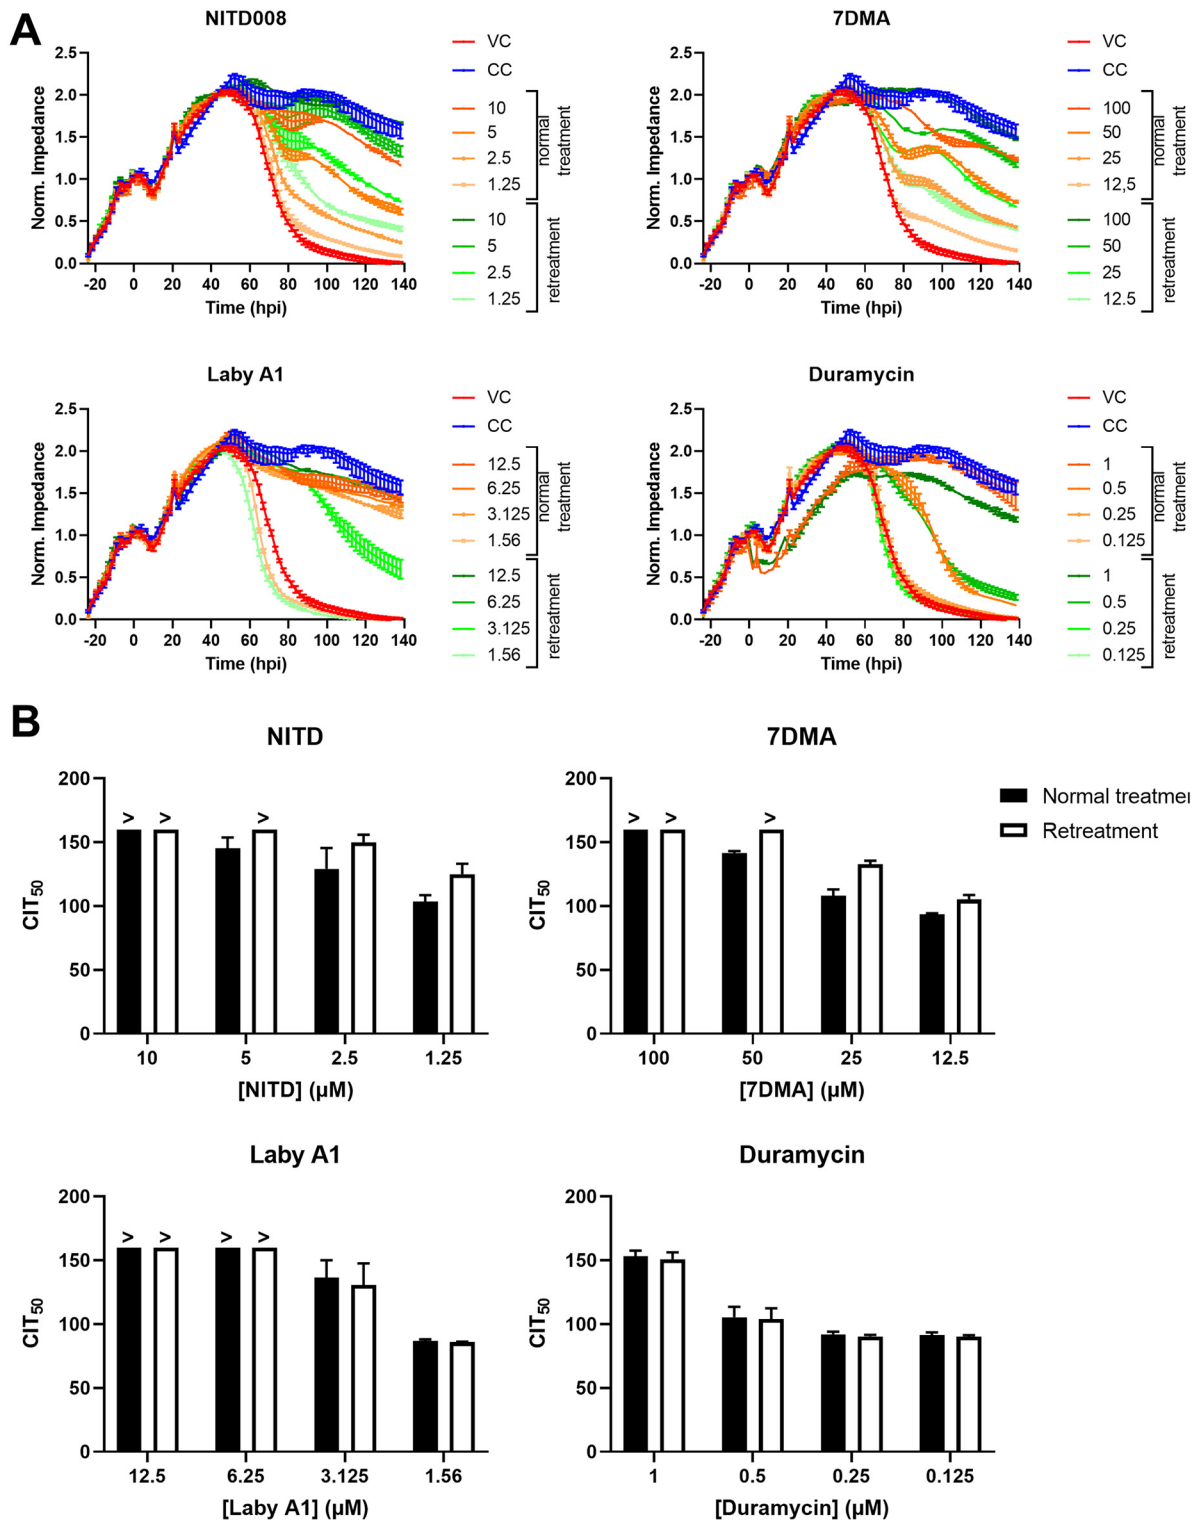 A
NITD008
2.5
2.0
1.5
1.0
0.5
0.0
Norm. Impedance
-20 0 20 40 60 80 100 120 140
Time (hpi)
VC
CC
10
5
2.5
1.25
normal
treatment
10
5
2.5
1.25
retreatment
7DMA
2.5
2.0
1.5
1.0
0.5
0.0
Norm. Impedance
-20 0 20 40 60 80 100 120 140
Time (hpi)
VC
CC
100
50
25
12.5
normal
treatment
100
50
25
12.5
retreatment
Laby A1
2.5
2.0
1.5
1.0
0.5
0.0
Norm. Impedance
-20 0 20 40 60 80 100 120 140
Time (hpi)
VC
CC
12.5
6.25
3.125
1.56
normal
treatment
12.5
6.25
3.125
1.56
retreatment
Duramycin
2.5
2.0
1.5
1.0
0.5
0.0
Norm. Impedance
-20 0 20 40 60 80 100 120 140
Time (hpi)
VC
CC
1
0.5
0.25
0.125
normal
treatment
1
0.5
0.25
0.125
retreatment
B
NITD
200
150
100
50
0
CIT50
> > >
10 5 2.5 1.25
[NITD] (µM)
7DMA
200
150
100
50
0
CIT50
> > >
100 50 25 12.5
[7DMA] (µM)
Normal treatmei
Retreatment
Laby A1
200
150
100
50
0
CIT50
> > > >
12.5 6.25 3.125 1.56
[Laby A1] (µM)
Duramycin
200
150
100
50
0
CIT50
1 0.5 0.25 0.125
[Duramycin] (µM)